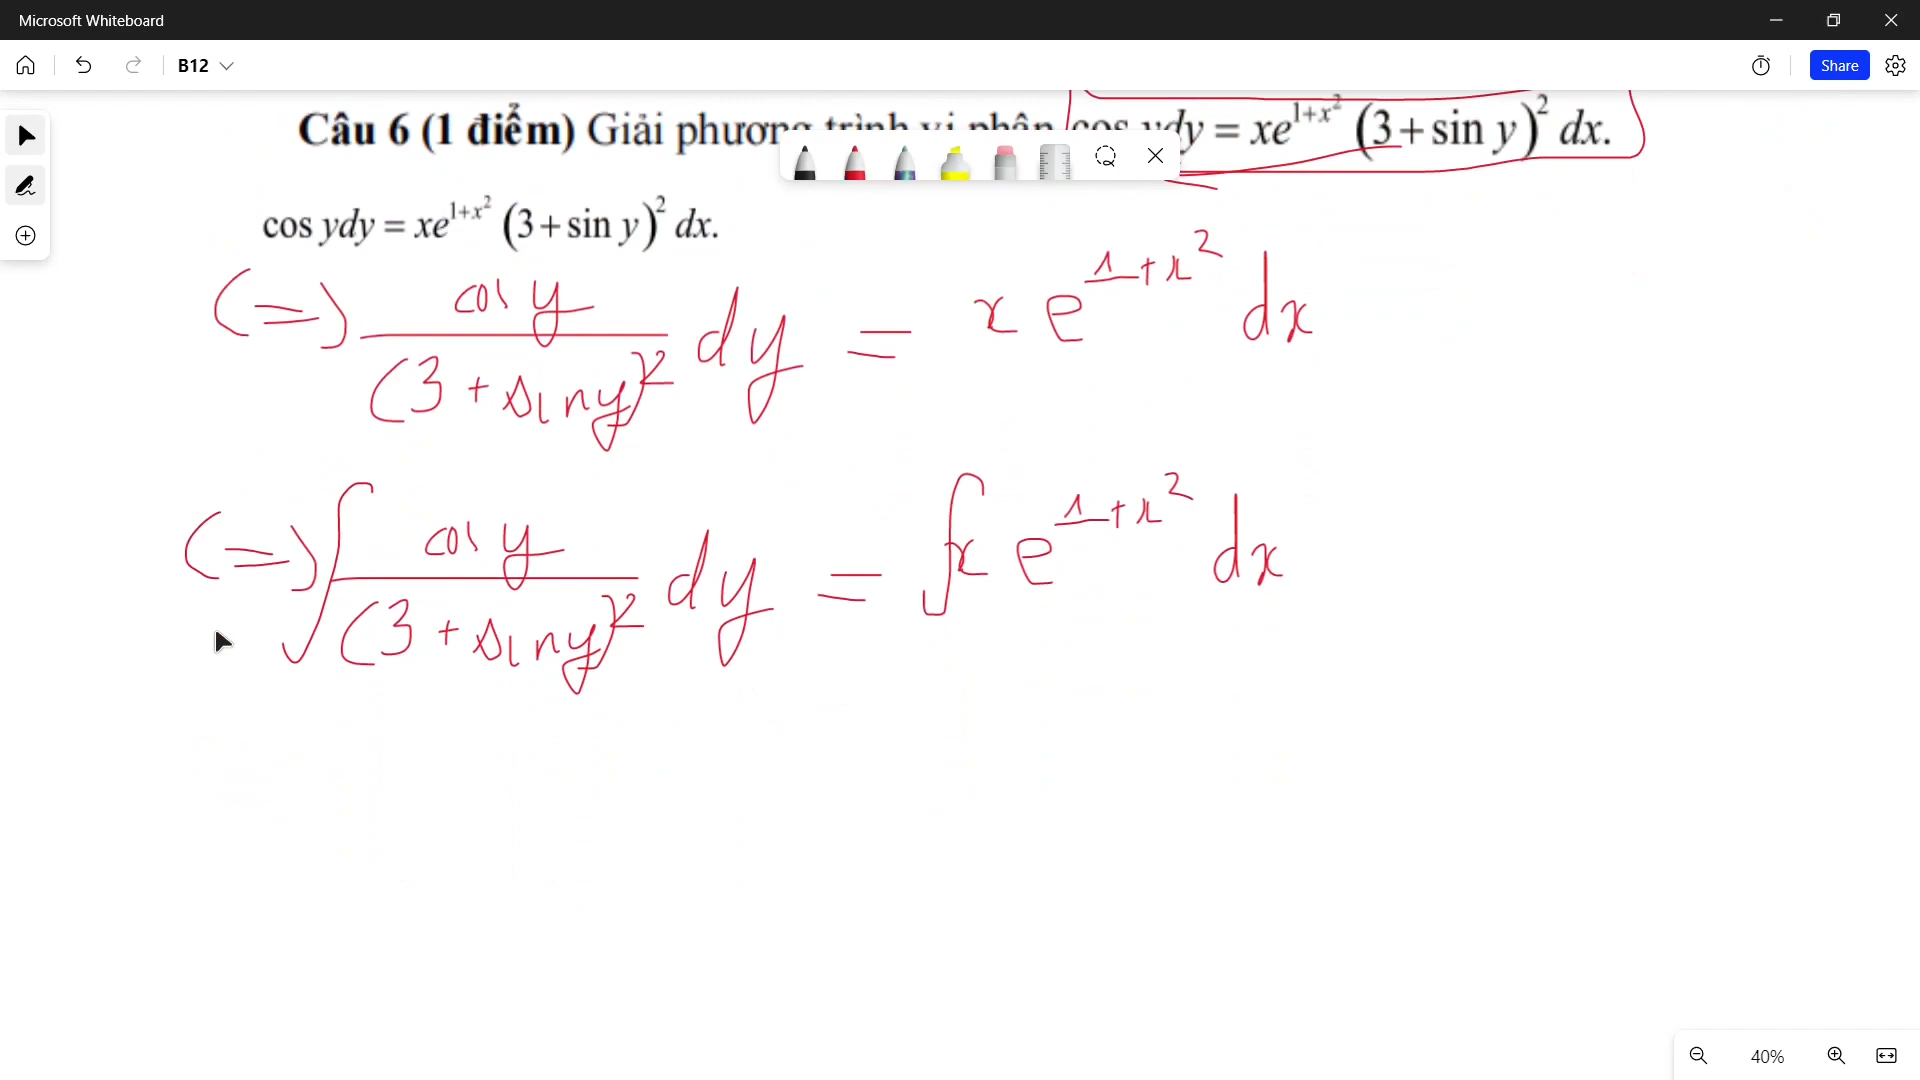 Microsoft Whiteboard
B12
Share
Câu 6 (1 điểm) Giải phương trình vi phân cos ydy = xe^{1+x^2} (3+sin y)^2 dx.
cos ydy = xe^{1+x^2} (3+sin y)^2 dx.
(=) \frac{cos y}{(3 + sin y)^2} dy = x e^{1+x^2} dx
(=) ∫ \frac{cos y}{(3 + sin y)^2} dy = ∫ x e^{1+x^2} dx
40%